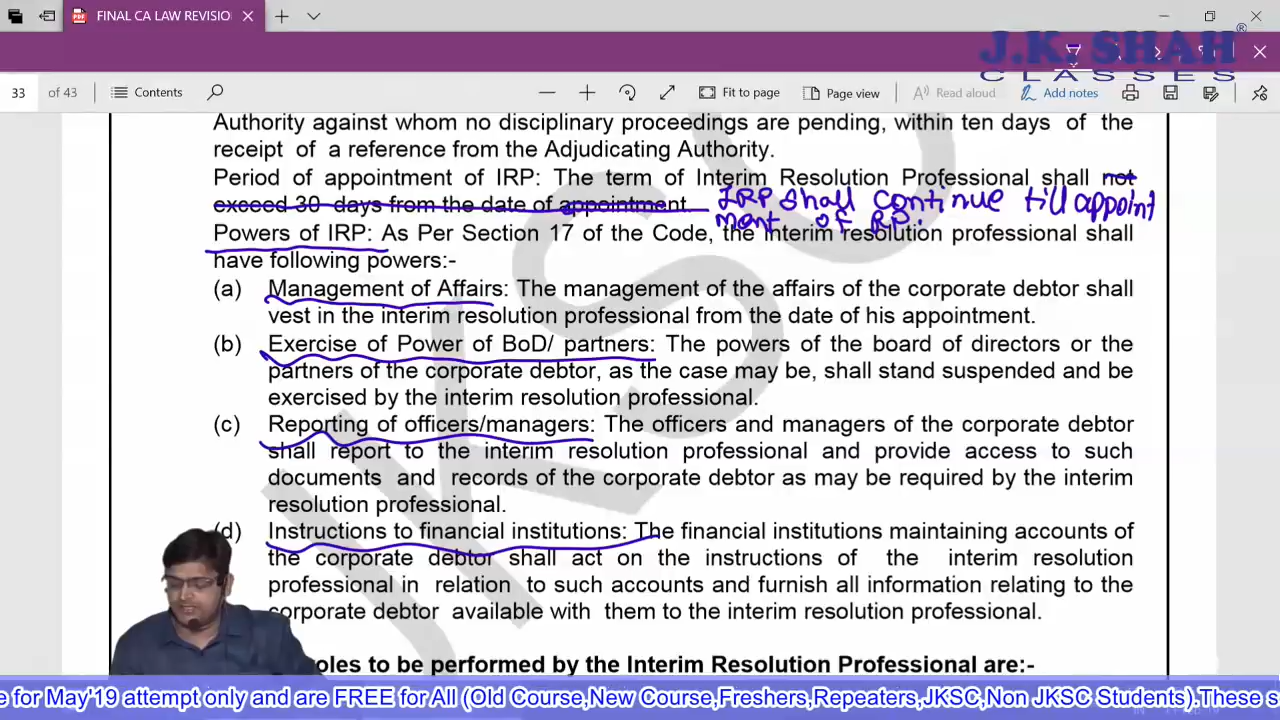 FINAL CA LAW REVISIO
J.K. SHAH®
CLASSES
33 of 43 Contents Fit to page Page view Read aloud Add notes
Authority against whom no disciplinary proceedings are pending, within ten days of the
receipt of a reference from the Adjudicating Authority.
Period of appointment of IRP: The term of Interim Resolution Professional shall not
exceed 30 days from the date of appointment.
IRP shall continue till appoint
ment of RP.
Powers of IRP: As Per Section 17 of the Code, the interim resolution professional shall
have following powers:-
(a) Management of Affairs: The management of the affairs of the corporate debtor shall
vest in the interim resolution professional from the date of his appointment.
(b) Exercise of Power of BoD/ partners: The powers of the board of directors or the
partners of the corporate debtor, as the case may be, shall stand suspended and be
exercised by the interim resolution professional.
(c) Reporting of officers/managers: The officers and managers of the corporate debtor
shall report to the interim resolution professional and provide access to such
documents and records of the corporate debtor as may be required by the interim
resolution professional.
(d) Instructions to financial institutions: The financial institutions maintaining accounts of
the corporate debtor shall act on the instructions of the interim resolution
professional in relation to such accounts and furnish all information relating to the
corporate debtor available with them to the interim resolution professional.
oles to be performed by the Interim Resolution Professional are:-
e for May'19 attempt only and are FREE for All (Old Course,New Course,Freshers,Repeaters,JKSC,Non JKSC Students).These s